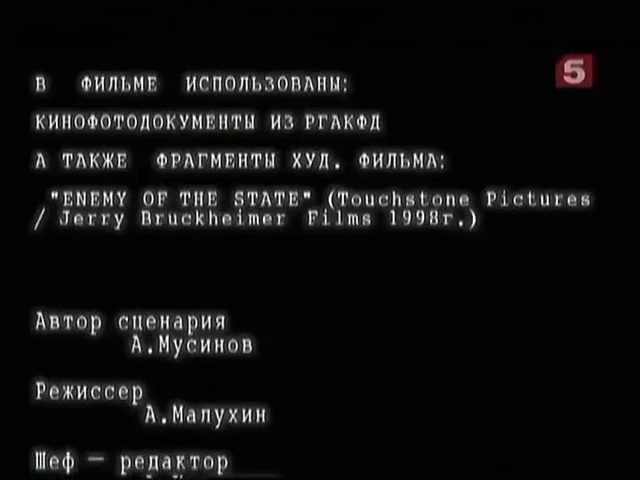 5
В ФИЛЬМЕ ИСПОЛЬЗОВАНЫ:
КИНОФОТОДОКУМЕНТЫ ИЗ РГАКФД
А ТАКЖЕ ФРАГМЕНТЫ ХУД. ФИЛЬМА:
"ENEMY OF THE STATE" (Touchstone Pictures
/ Jerry Bruckheimer Films 1998г.)
Автор сценария
А.Мусинов
Режиссер
А.Малухин
Шеф — редактор